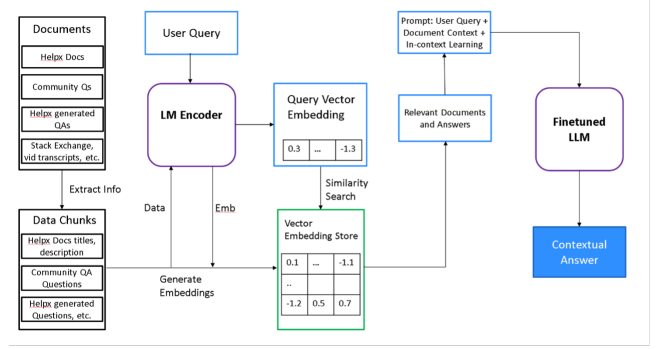 Documents
Helpx Docs
Community Qs
Helpx generated
QAs
Stack Exchange,
vid transcripts, etc.
Extract Info
Data Chunks
Helpx Docs titles,
description
Community QA
Questions
Helpx generated
Questions, etc.
User Query
LM Encoder
Data
Emb
Generate
Embeddings
Query Vector
Embedding
0.3 ... -1.3
Similarity
Search
Vector
Embedding Store
0.1 ... -1.1
..
-1.2 0.5 0.7
Prompt: User Query +
Document Context +
In-context Learning
Relevant Documents
and Answers
Finetuned
LLM
Contextual
Answer